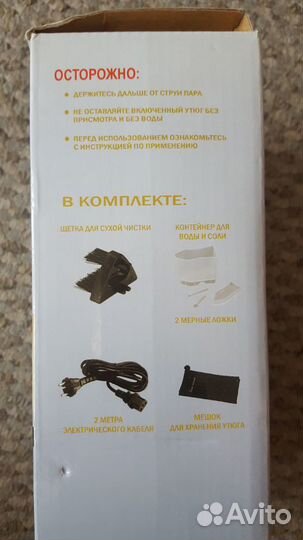 ОСТОРОЖНО:
ДЕРЖИТЕСЬ ДАЛЬШЕ ОТ СТРУИ ПАРА
НЕ ОСТАВЛЯЙТЕ ВКЛЮЧЕННЫЙ УТЮГ БЕЗ
ПРИСМОТРА И БЕЗ ВОДЫ
ПЕРЕД ИСПОЛЬЗОВАНИЕМ ОЗНАКОМЬТЕСЬ
С ИНСТРУКЦИЕЙ ПО ПРИМЕНЕНИЮ
В КОМПЛЕКТЕ:
ЩЕТКА ДЛЯ СУХОЙ ЧИСТКИ
КОНТЕЙНЕР ДЛЯ
ВОДЫ И СОЛИ
2 МЕРНЫЕ ЛОЖКИ
2 МЕТРА
ЭЛЕКТРИЧЕСКОГО КАБЕЛЯ
МЕШОК
ДЛЯ ХРАНЕНИЯ УТЮГА
Avito